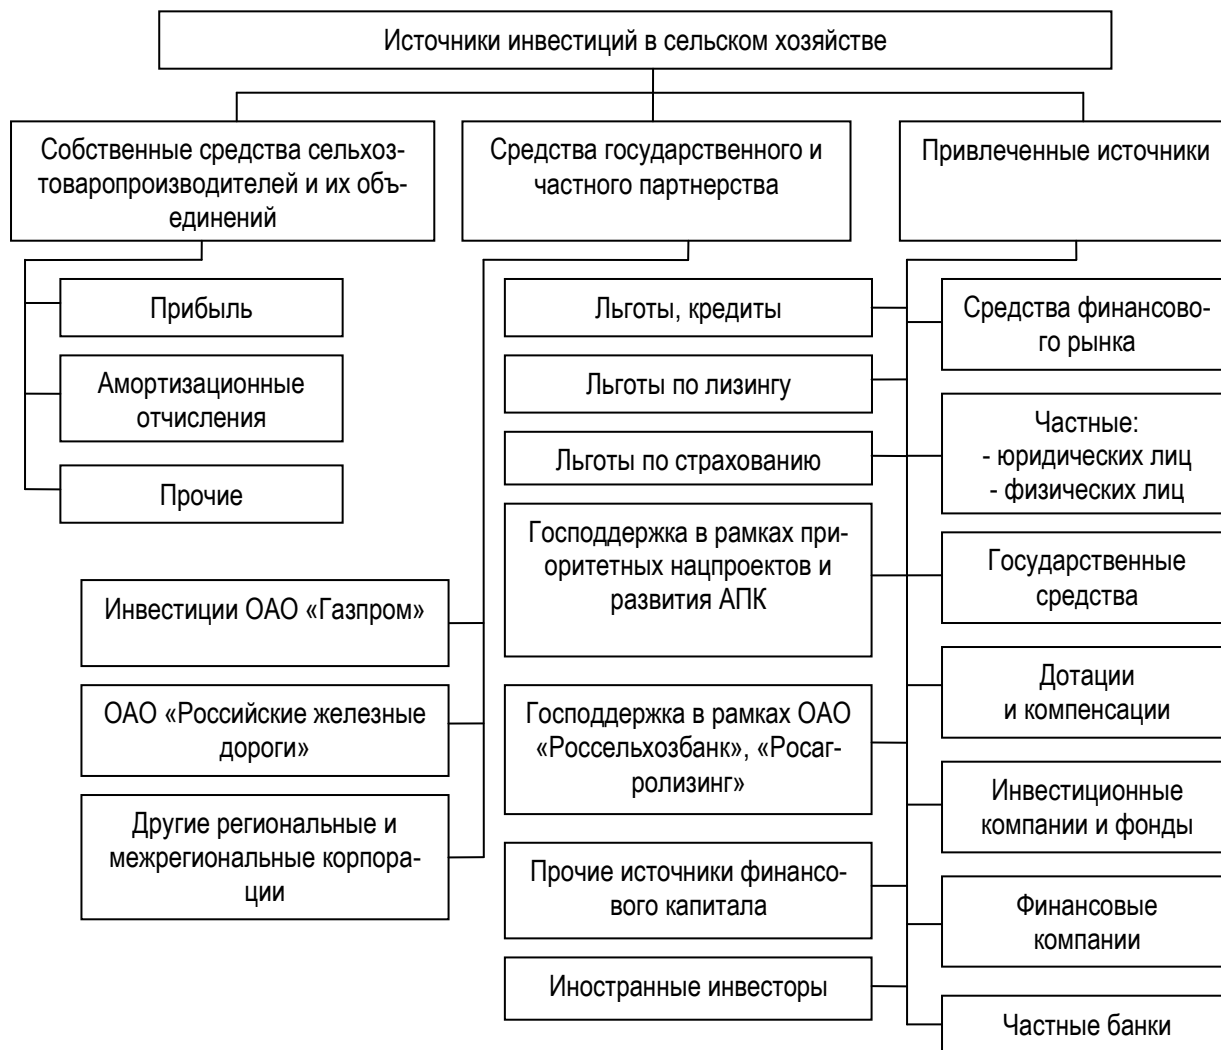 Источники инвестиций в сельском хозяйстве
Собственные средства сельхоз-
товаропроизводителей и их объ-
единений
Средства государственного и
частного партнерства
Привлеченные источники
Прибыль
Амортизационные
отчисления
Прочие
Инвестиции ОАО «Газпром»
ОАО «Российские железные
дороги»
Другие региональные и
межрегиональные корпора-
ции
Льготы, кредиты
Льготы по лизингу
Льготы по страхованию
Господдержка в рамках при-
оритетных нацпроектов и
развития АПК
Господдержка в рамках ОАО
«Россельхозбанк», «Росаг-
ролизинг»
Прочие источники финансо-
вого капитала
Иностранные инвесторы
Средства финансово-
го рынка
Частные:
- юридических лиц
- физических лиц
Государственные
средства
Дотации
и компенсации
Инвестиционные
компании и фонды
Финансовые
компании
Частные банки